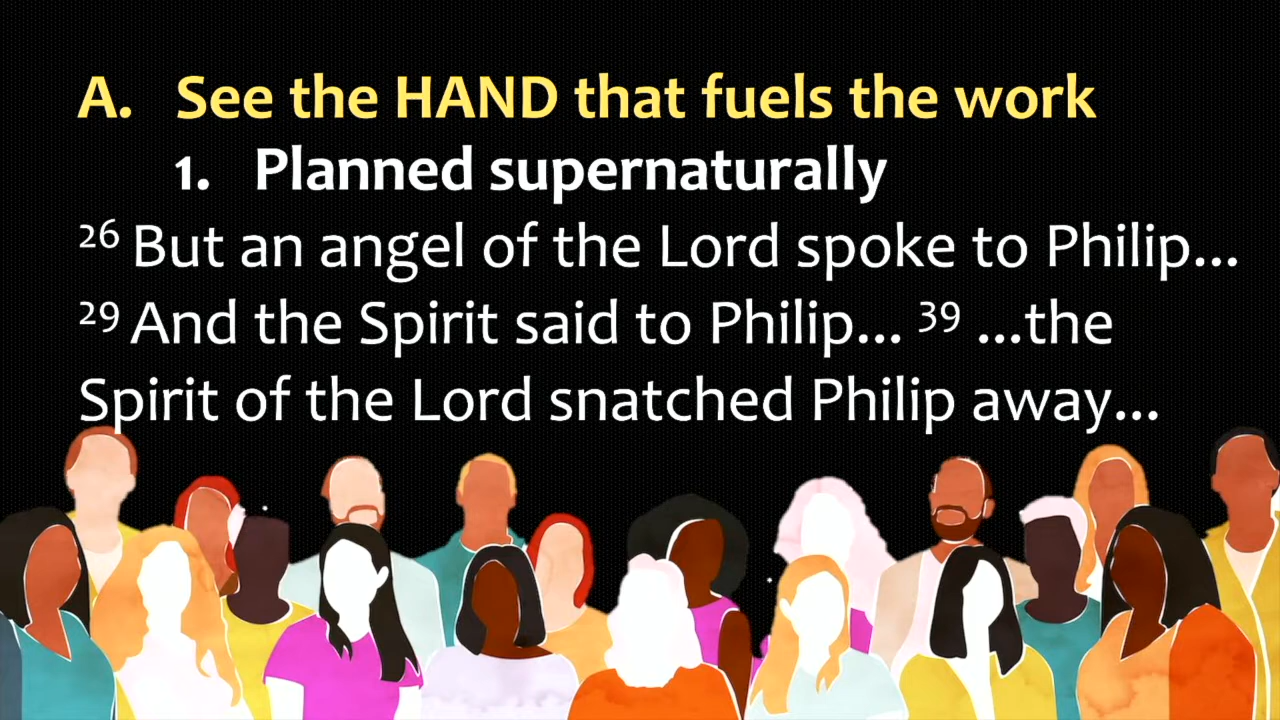 A. See the HAND that fuels the work
1. Planned supernaturally
26 But an angel of the Lord spoke to Philip...
29 And the Spirit said to Philip... 39 ...the
Spirit of the Lord snatched Philip away...